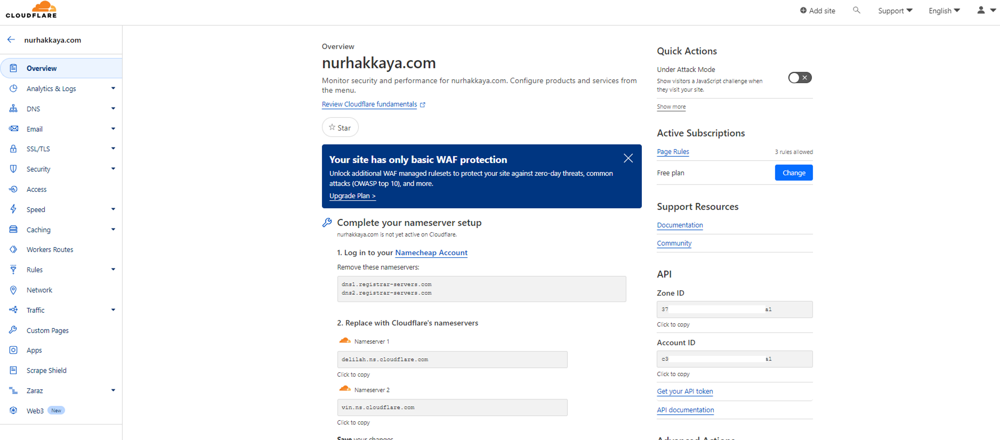 CLOUDFLARE
Add site
Support
English
nurhakkaya.com
Overview
Analytics & Logs
DNS
Email
SSL/TLS
Security
Access
Speed
Caching
Workers Routes
Rules
Network
Traffic
Custom Pages
Apps
Scrape Shield
Zaraz
Web3 New
Overview
nurhakkaya.com
Monitor security and performance for nurhakkaya.com. Configure products and services from
the menu.
Review Cloudflare fundamentals
Star
Your site has only basic WAF protection
Unlock additional WAF managed rulesets to protect your site against zero-day threats, common
attacks (OWASP top 10), and more.
Upgrade Plan >
Complete your nameserver setup
nurhakkaya.com is not yet active on Cloudflare.
1. Log in to your Namecheap Account
Remove these nameservers:
dns1.registrar-servers.com
dns2.registrar-servers.com
2. Replace with Cloudflare's nameservers
Nameserver 1
delilah.ns.cloudflare.com
Click to copy
Nameserver 2
vin.ns.cloudflare.com
Click to copy
Save your changes
Quick Actions
Under Attack Mode
Show visitors a JavaScript challenge when
they visit your site.
Show more
Active Subscriptions
Page Rules 3 rules allowed
Free plan Change
Support Resources
Documentation
Community
API
Zone ID
37 a1
Click to copy
Account ID
c3 a1
Click to copy
Get your API token
API documentation
Advanced Actions